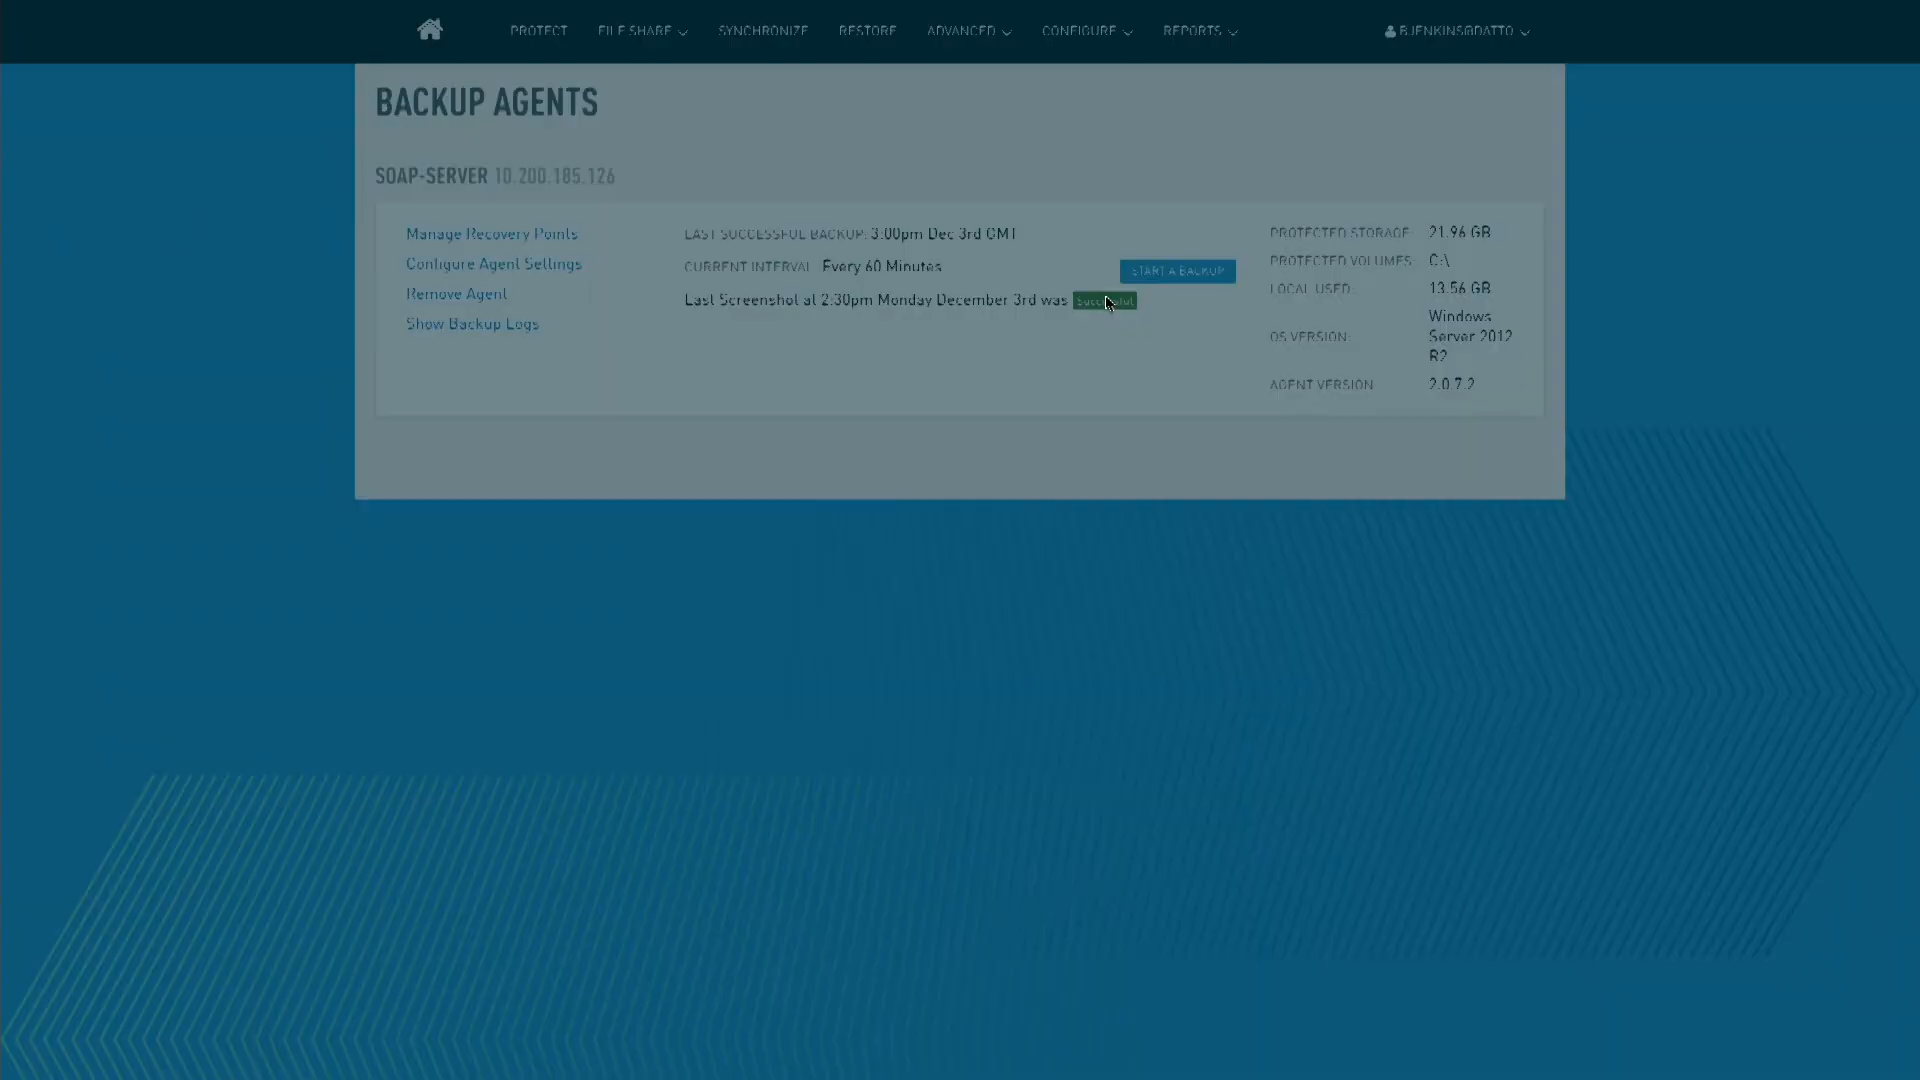 PROTECT FILE SHARE SYNCHRONIZE RESTORE ADVANCED CONFIGURE REPORTS BJENKINS@DATTO
BACKUP AGENTS
SOAP-SERVER 10.200.185.126
Manage Recovery Points
Configure Agent Settings
Remove Agent
Show Backup Logs
LAST SUCCESSFUL BACKUP: 3:00pm Dec 3rd GMT
CURRENT INTERVAL: Every 60 Minutes
START A BACKUP
Last Screenshot at 2:30pm Monday December 3rd was Successful
PROTECTED STORAGE: 21.96 GB
PROTECTED VOLUMES: C:\
LOCAL USED: 13.56 GB
OS VERSION: Windows
Server 2012
R2
AGENT VERSION: 2.0.7.2